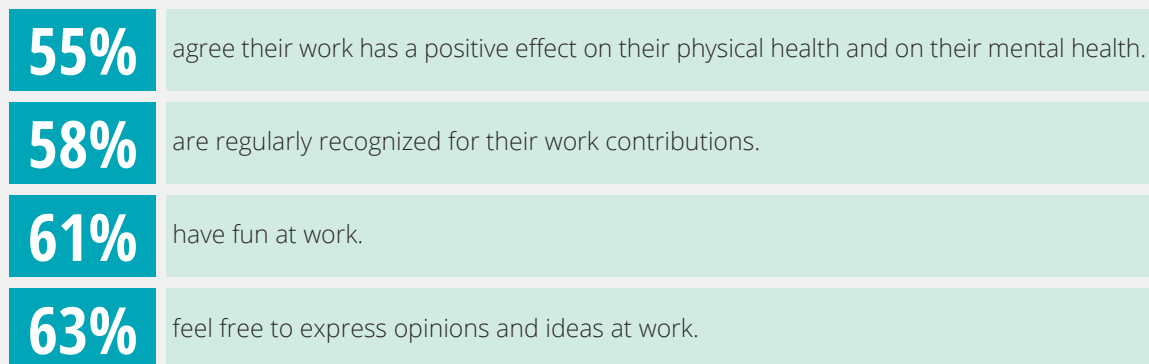 55% agree their work has a positive effect on their physical health and on their mental health.
58% are regularly recognized for their work contributions.
61% have fun at work.
63% feel free to express opinions and ideas at work.